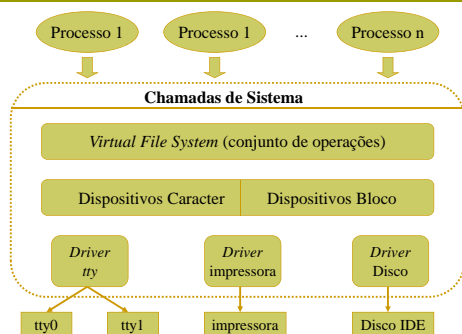 Processo 1 Processo 1 ... Processo n
Chamadas de Sistema
Virtual File System (conjunto de operações)
Dispositivos Caracter Dispositivos Bloco
Driver Driver Driver
tty impressora Disco
tty0 tty1 impressora Disco IDE